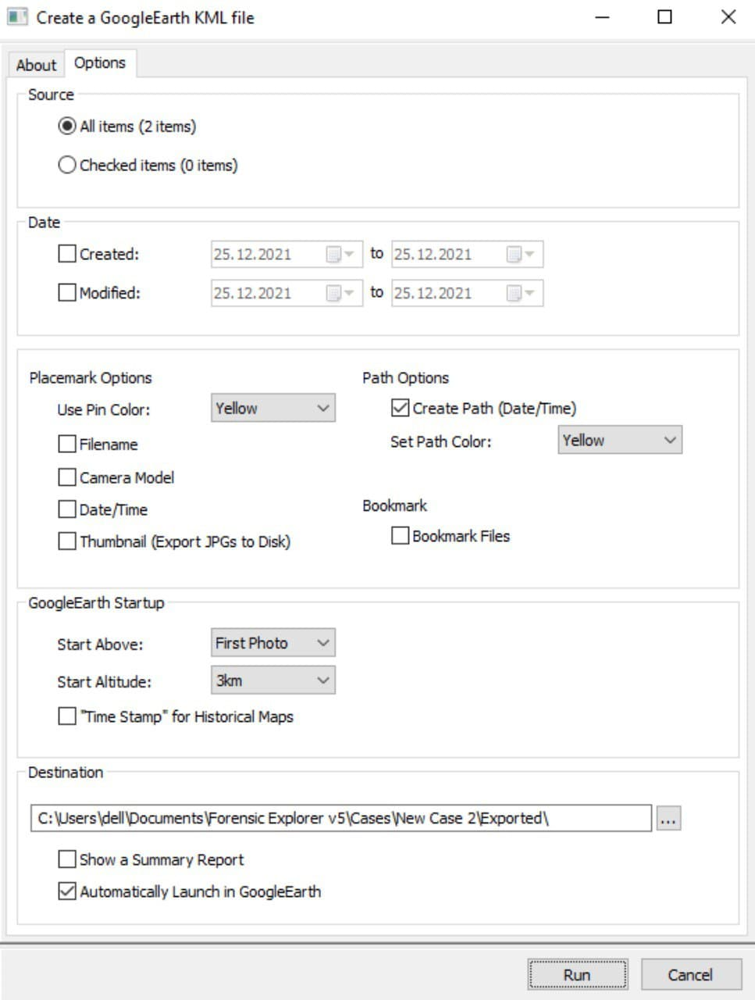 Create a GoogleEarth KML file
About
Options
Source
All items (2 items)
Checked items (0 items)
Date
Created: 25.12.2021 to 25.12.2021
Modified: 25.12.2021 to 25.12.2021
Placemark Options
Use Pin Color: Yellow
Filename
Camera Model
Date/Time
Thumbnail (Export JPGs to Disk)
Path Options
Create Path (Date/Time)
Set Path Color: Yellow
Bookmark
Bookmark Files
GoogleEarth Startup
Start Above: First Photo
Start Altitude: 3km
"Time Stamp" for Historical Maps
Destination
C:\Users\dell\Documents\Forensic Explorer v5\Cases\New Case 2\Exported\ ...
Show a Summary Report
Automatically Launch in GoogleEarth
Run Cancel